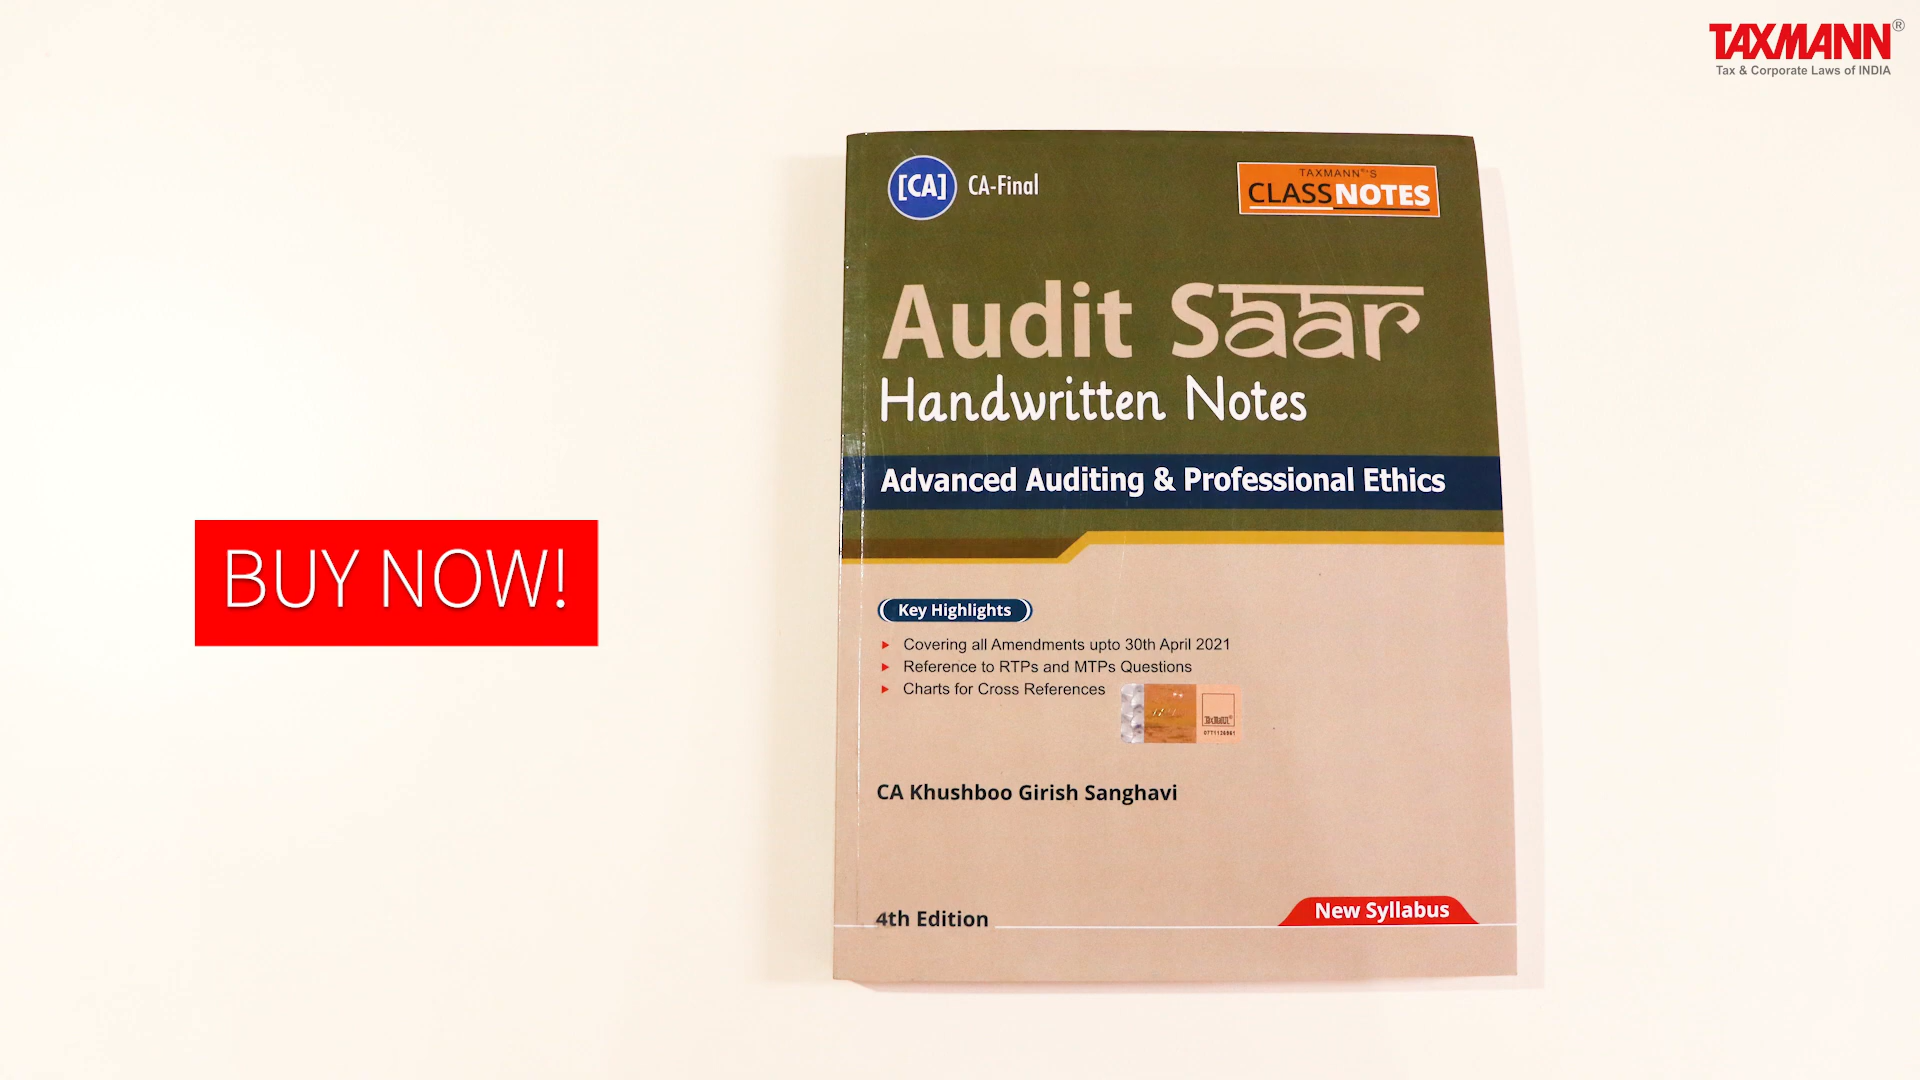 TAXMANN®
Tax & Corporate Laws of INDIA
[CA] CA-Final
TAXMANN®'S
CLASSNOTES
Audit Saar
Handwritten Notes
Advanced Auditing & Professional Ethics
BUY NOW!
Key Highlights
Covering all Amendments upto 30th April 2021
Reference to RTPs and MTPs Questions
Charts for Cross References
CA Khushboo Girish Sanghavi
4th Edition
New Syllabus